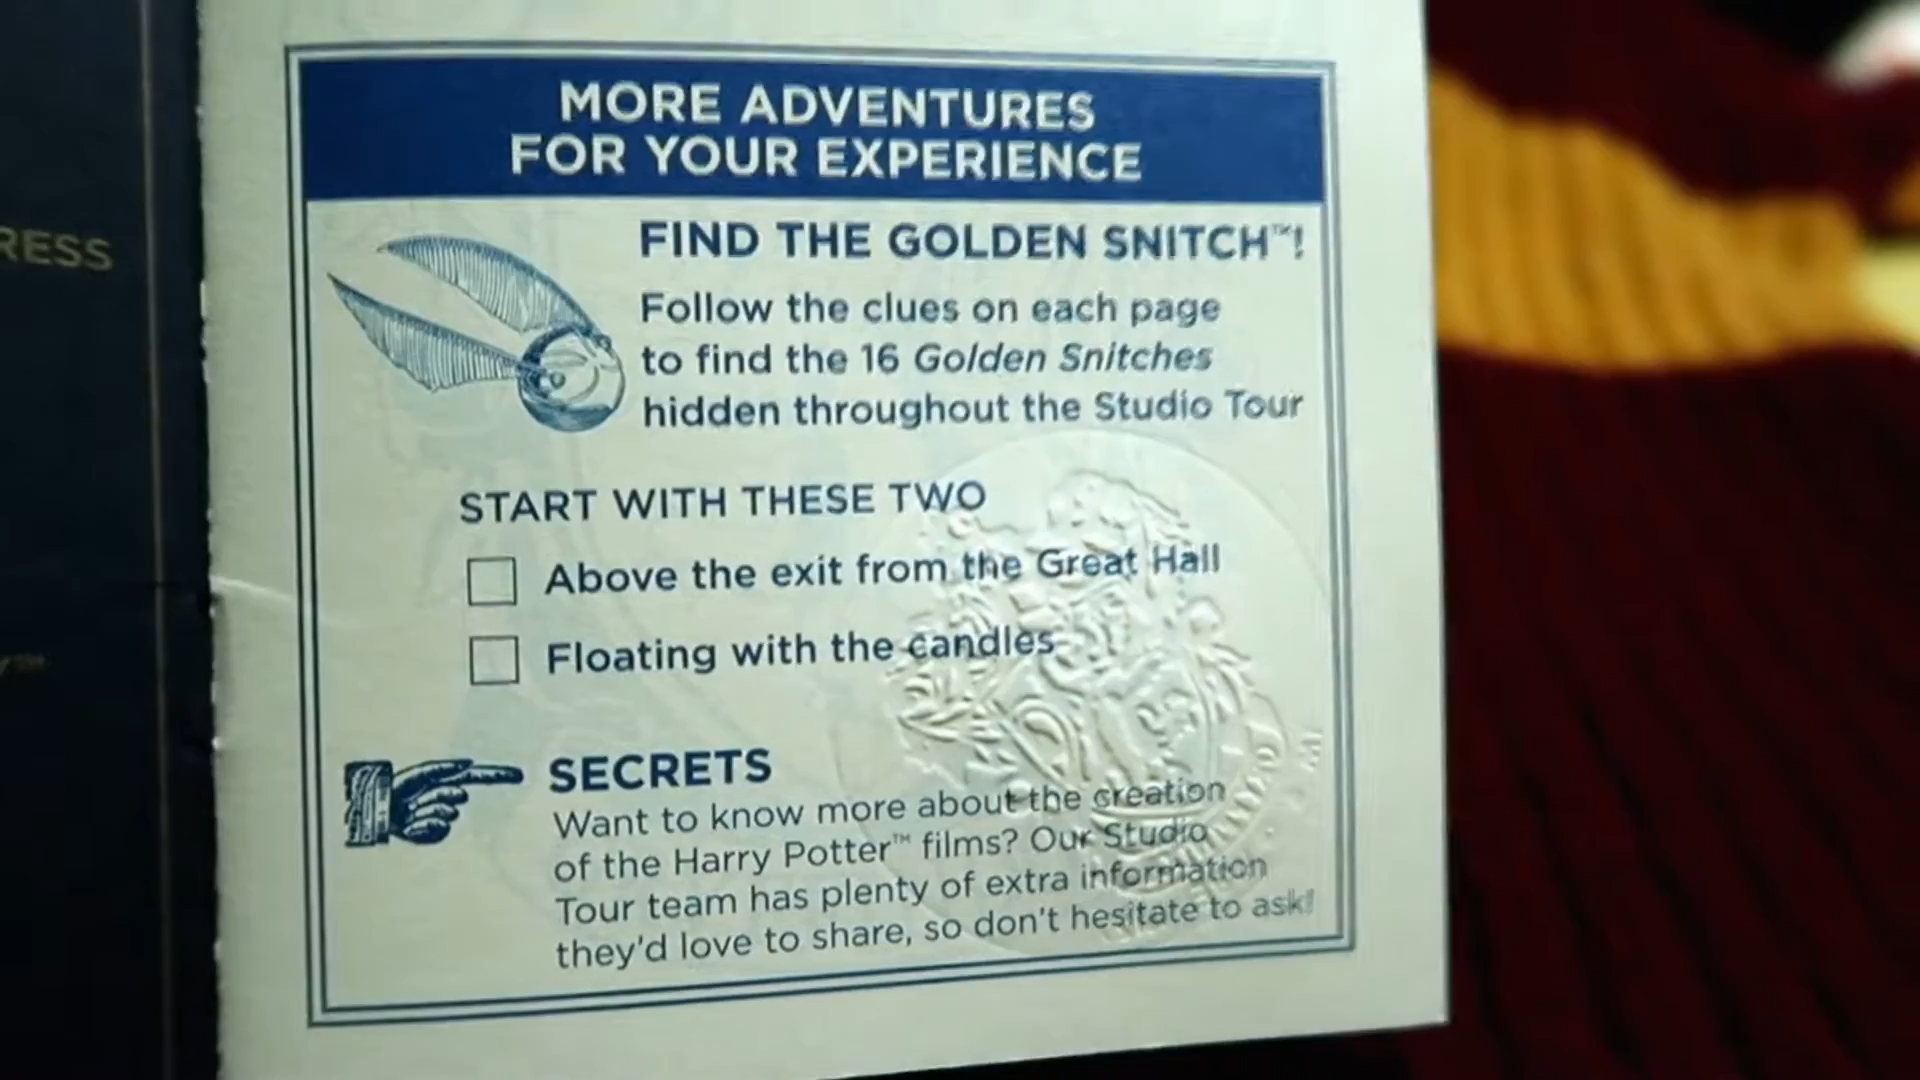 RESS
MORE ADVENTURES
FOR YOUR EXPERIENCE
FIND THE GOLDEN SNITCH™!
Follow the clues on each page
to find the 16 Golden Snitches
hidden throughout the Studio Tour
START WITH THESE TWO
Above the exit from the Great Hall
Floating with the candles
SECRETS
Want to know more about the creation
of the Harry Potter™ films? Our Studio
Tour team has plenty of extra information
they'd love to share, so don't hesitate to ask!